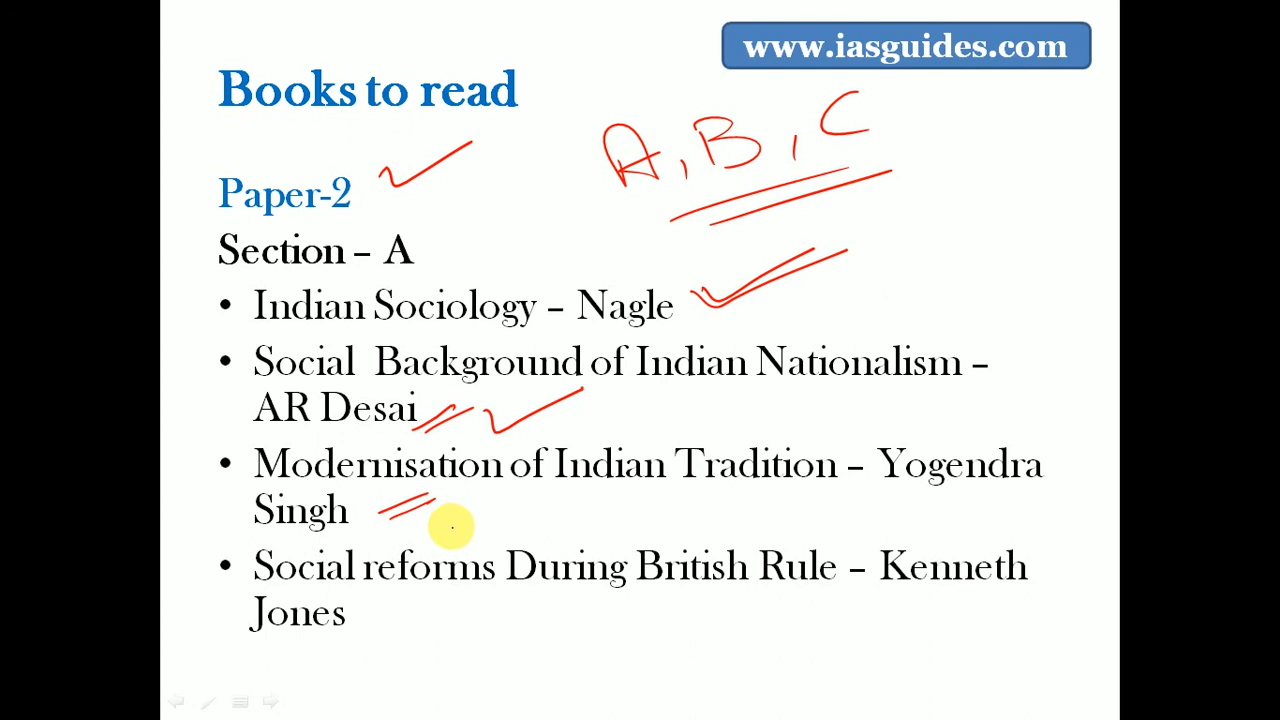 www.iasguides.com
Books to read
A, B, C
Paper-2
Section – A
• Indian Sociology – Nagle
• Social Background of Indian Nationalism –
AR Desai
• Modernisation of Indian Tradition – Yogendra
Singh
• Social reforms During British Rule – Kenneth
Jones